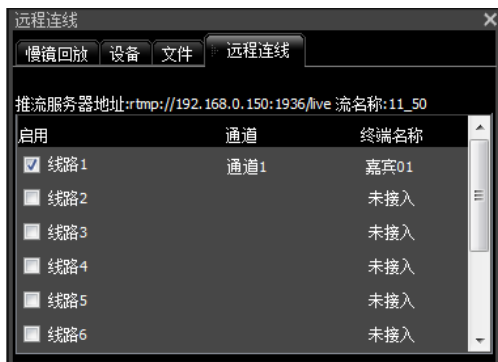 远程连线
慢镜回放 设备 文件 远程连线
推流服务器地址:rtmp://192.168.0.150:1936/live 流名称:11_50
启用 通道 终端名称
线路1 通道1 嘉宾01
线路2 未接入
线路3 未接入
线路4 未接入
线路5 未接入
线路6 未接入